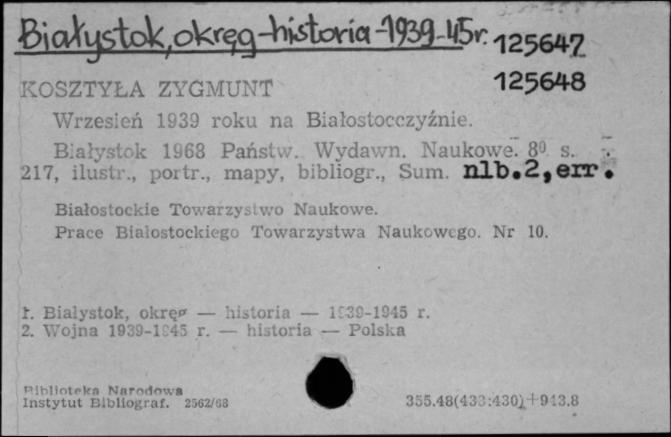 Białystok, okręg-historia-1939-45r.
125647
125648
KOSZTYŁA ZYGMUNT
Wrzesień 1939 roku na Białostocczyźnie.
Białystok 1968 Państw. Wydawn. Naukowe. 8⁰ s.
217, ilustr., portr., mapy, bibliogr., Sum. nlb.2, err.
Białostockie Towarzystwo Naukowe.
Prace Białostockiego Towarzystwa Naukowego. Nr 10.
1. Białystok, okręg — historia — 1939-1945 r.
2. Wojna 1939-1945 r. — historia — Polska
Biblioteka Narodowa
Instytut Bibliograf. 2562/68
355.48(433:430)+943.8